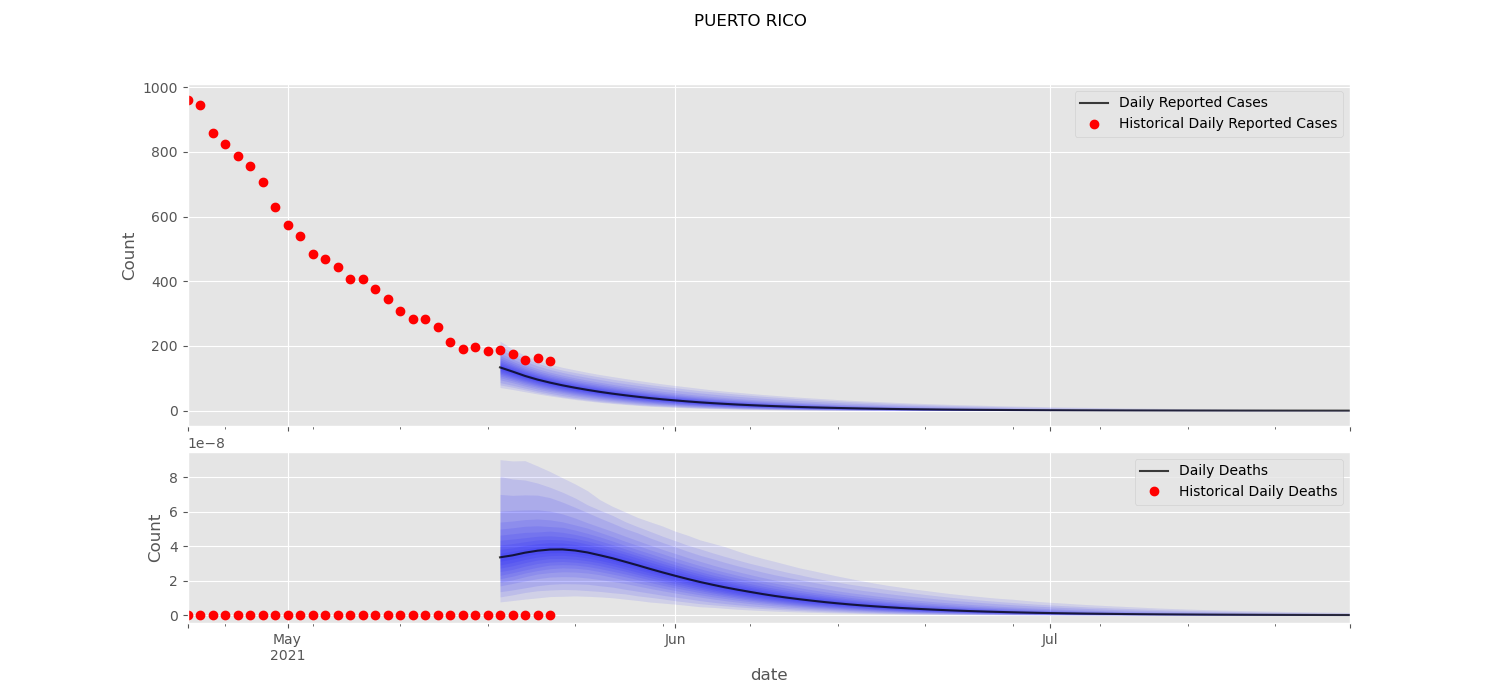 PUERTO RICO
1000
800
600
400
200
0
Count
Daily Reported Cases
Historical Daily Reported Cases
1e−8
8
6
4
2
0
Count
Daily Deaths
Historical Daily Deaths
May
2021
Jun
Jul
date